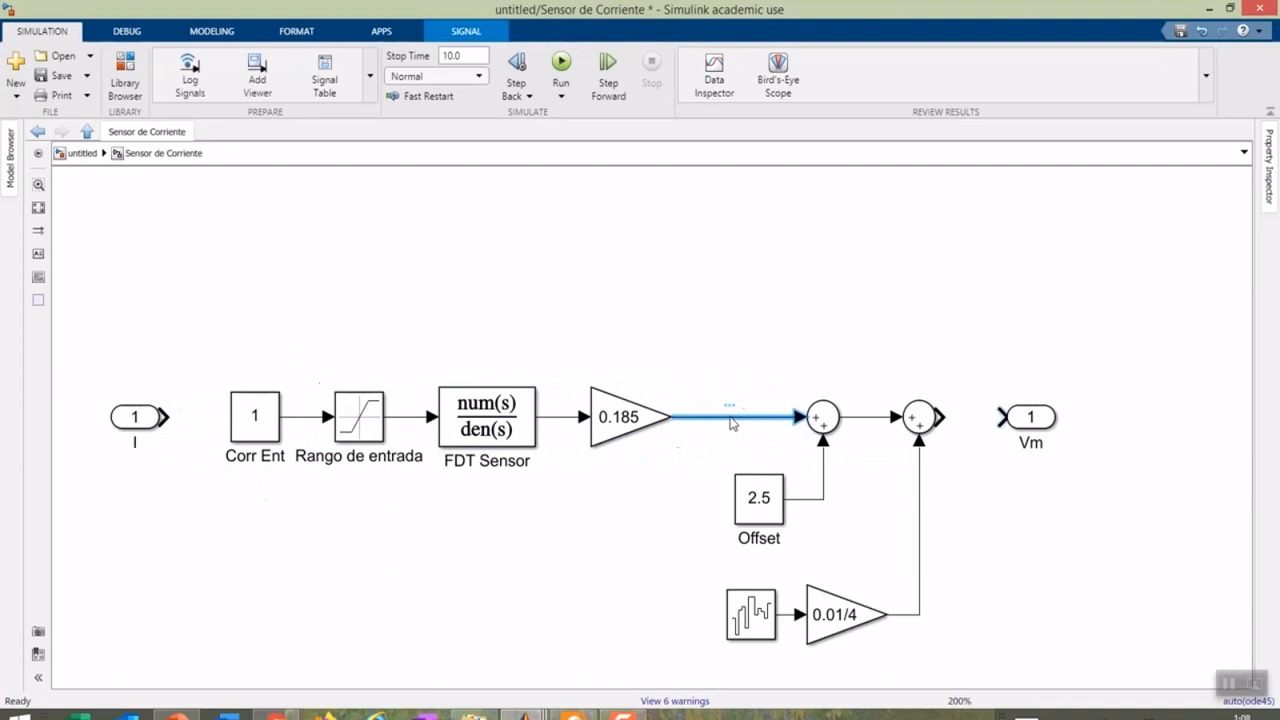 untitled/Sensor de Corriente * - Simulink academic use
SIMULATION DEBUG MODELING FORMAT APPS SIGNAL
New
Open
Save
Print
FILE
Library
Browser
LIBRARY
Log
Signals
Add
Viewer
Signal
Table
PREPARE
Stop Time 10.0
Normal
Fast Restart
Step
Back
Run
Step
Forward
Stop
SIMULATE
Data
Inspector
Bird's-Eye
Scope
REVIEW RESULTS
Model Browser
Sensor de Corriente
untitled Sensor de Corriente
Property Inspector
1
I
1
Corr Ent
Rango de entrada
num(s)
den(s)
FDT Sensor
0.185
+
+
+
+
1
Vm
2.5
Offset
0.01/4
Ready
View 6 warnings
200%
auto(ode45)
1:08